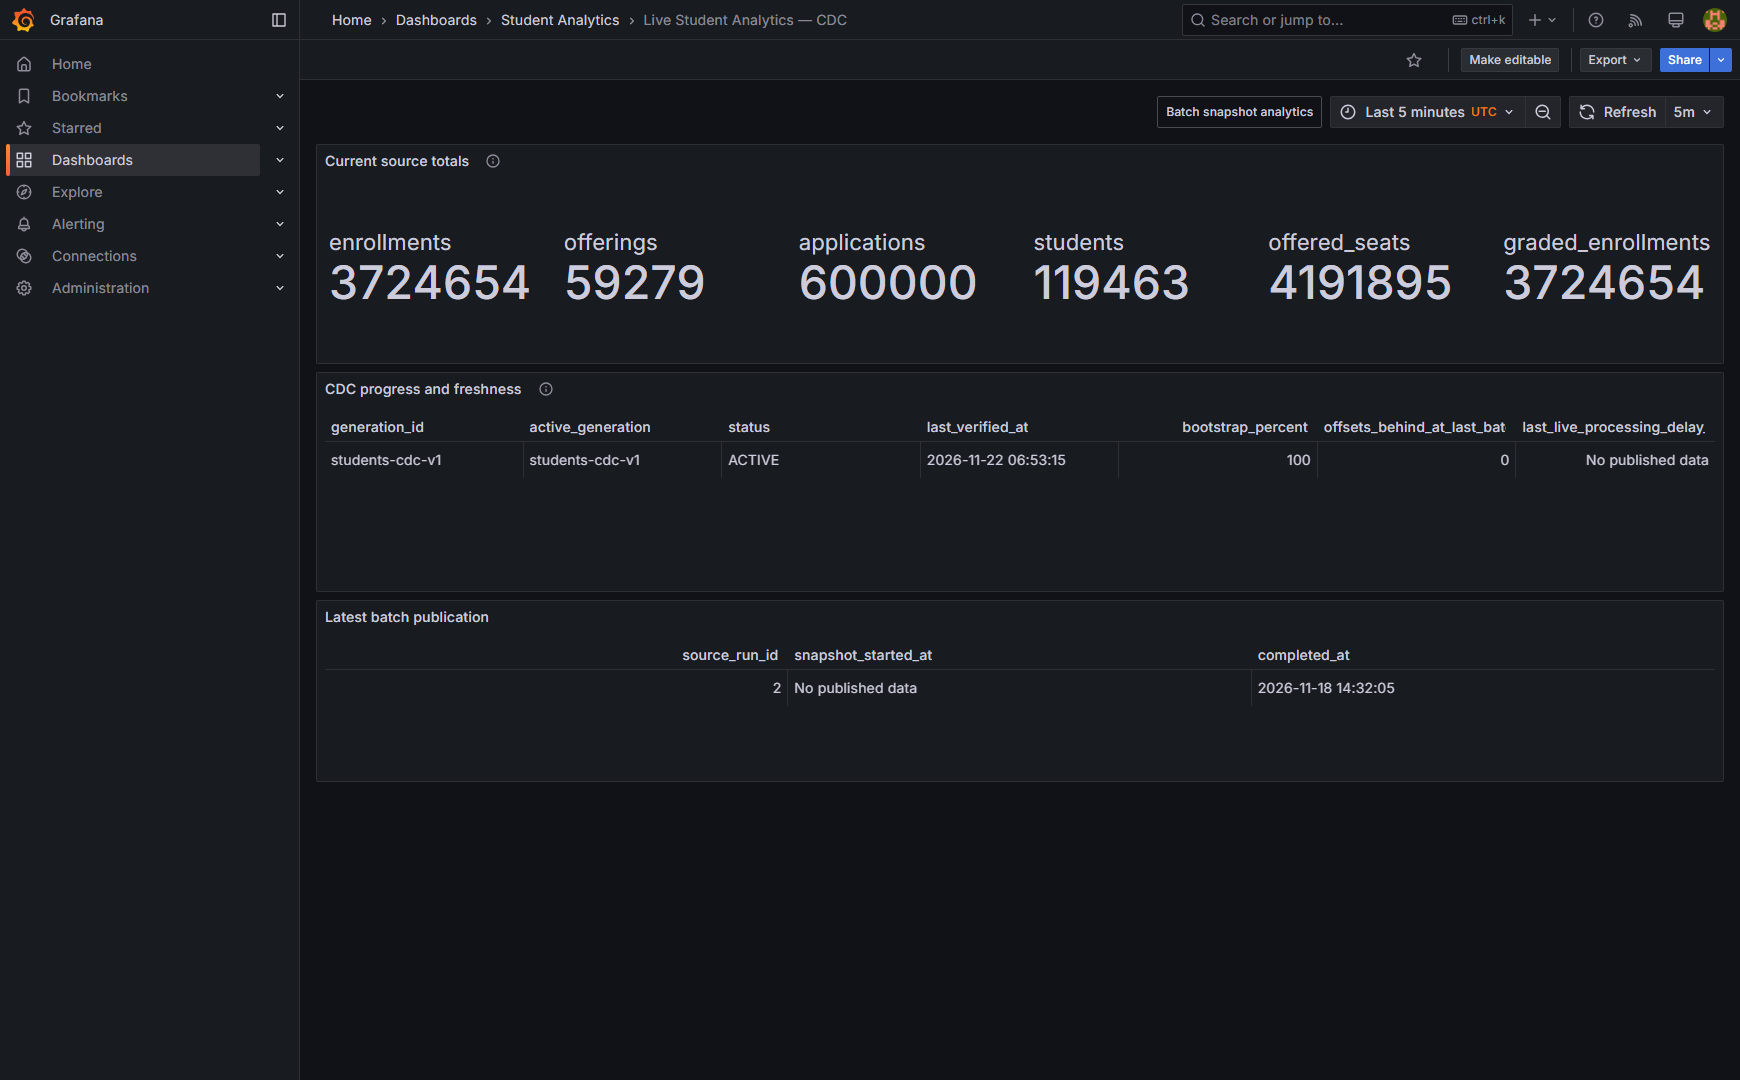 Grafana
Home › Dashboards › Student Analytics › Live Student Analytics — CDC
Search or jump to... ctrl+k
Home
Bookmarks
Starred
Dashboards
Explore
Alerting
Connections
Administration
Make editable Export Share
Batch snapshot analytics Last 5 minutes UTC Refresh 5m
Current source totals
enrollments offerings applications students offered_seats graded_enrollments
3724654 59279 600000 119463 4191895 3724654
CDC progress and freshness
generation_id active_generation status last_verified_at bootstrap_percent offsets_behind_at_last_bat last_live_processing_delay_
students-cdc-v1 students-cdc-v1 ACTIVE 2026-11-22 06:53:15 100 0 No published data
Latest batch publication
source_run_id snapshot_started_at completed_at
2 No published data 2026-11-18 14:32:05